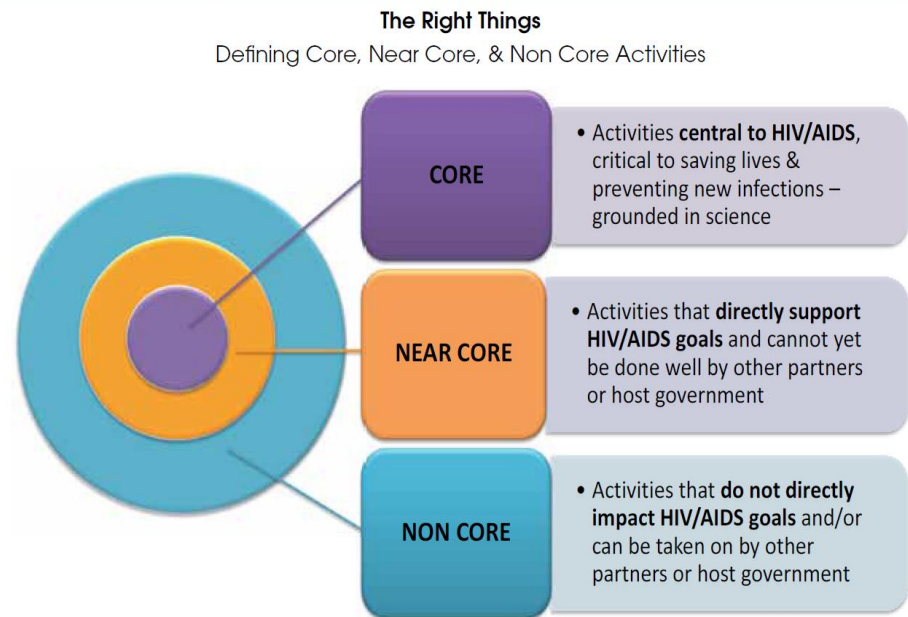 The Right Things
Defining Core, Near Core, & Non Core Activities
CORE
• Activities central to HIV/AIDS,
critical to saving lives &
preventing new infections –
grounded in science
NEAR CORE
• Activities that directly support
HIV/AIDS goals and cannot yet
be done well by other partners
or host government
NON CORE
• Activities that do not directly
impact HIV/AIDS goals and/or
can be taken on by other
partners or host government